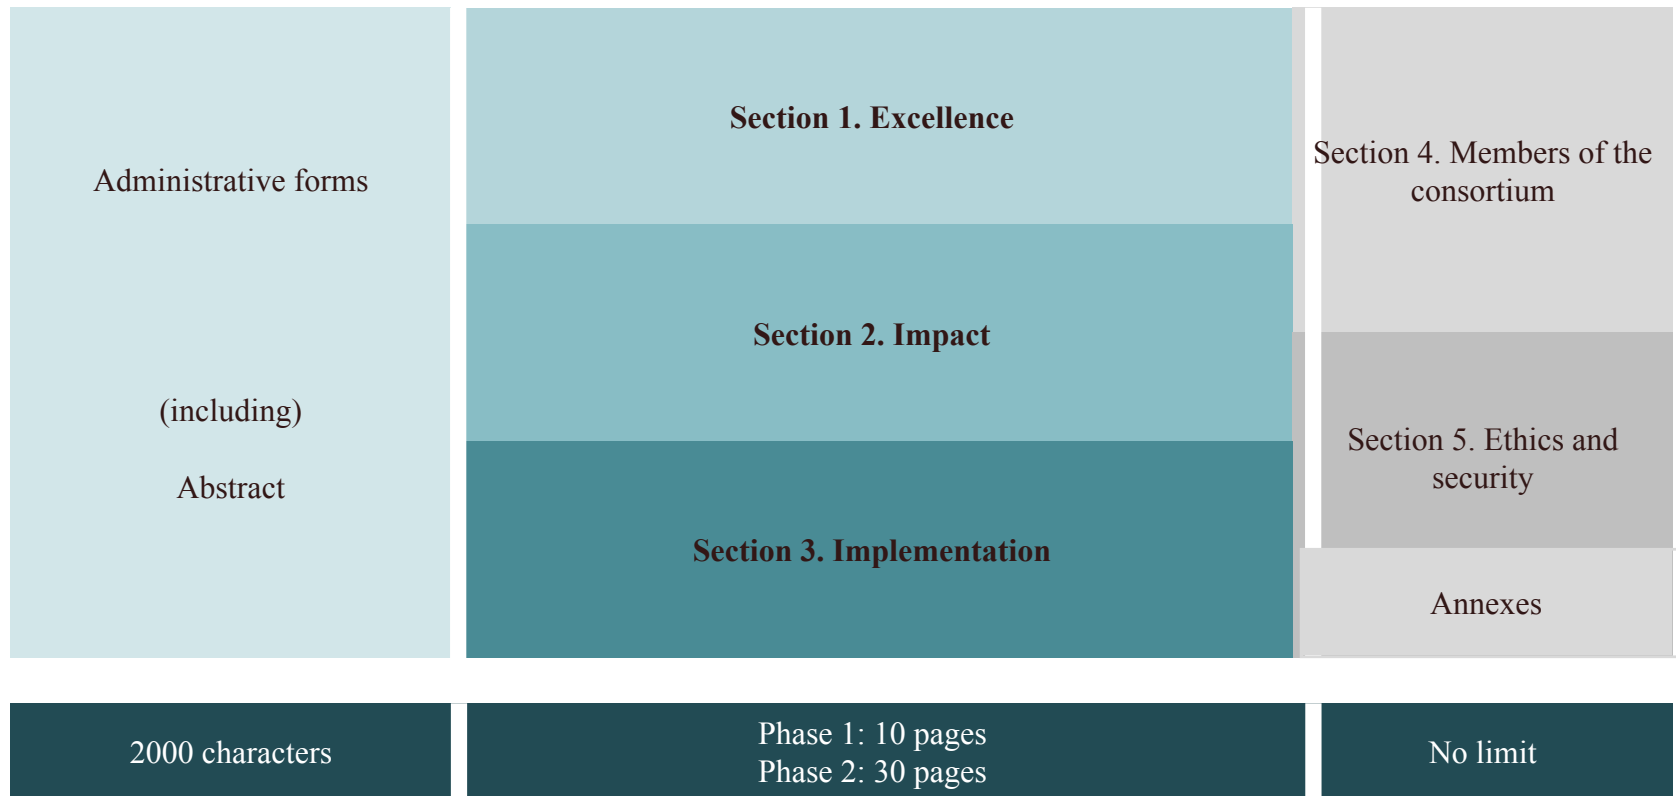 Administrative forms
(including)
Abstract
Section 1. Excellence
Section 2. Impact
Section 3. Implementation
Section 4. Members of the
consortium
Section 5. Ethics and
security
Annexes
2000 characters
Phase 1: 10 pages
Phase 2: 30 pages
No limit